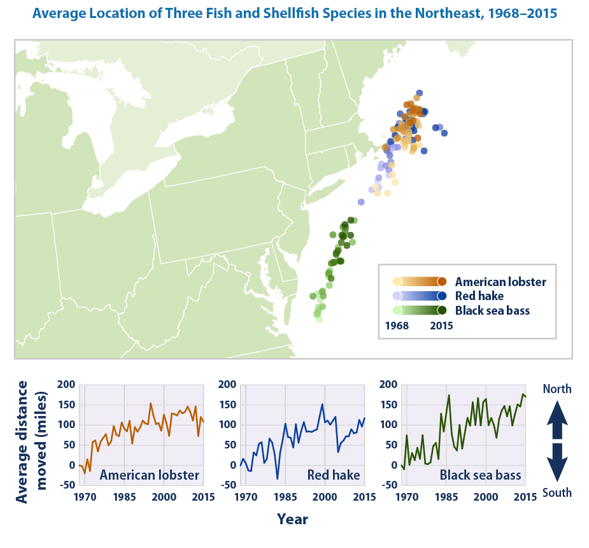 Average Location of Three Fish and Shellfish Species in the Northeast, 1968–2015
American lobster
Red hake
Black sea bass
1968 2015
Average distance
moved (miles)
200
150
100
50
0
-50
American lobster
1970 1985 2000 2015
200
150
100
50
0
-50
Red hake
1970 1985 2000 2015
200
150
100
50
0
-50
Black sea bass
1970 1985 2000 2015
North
South
Year